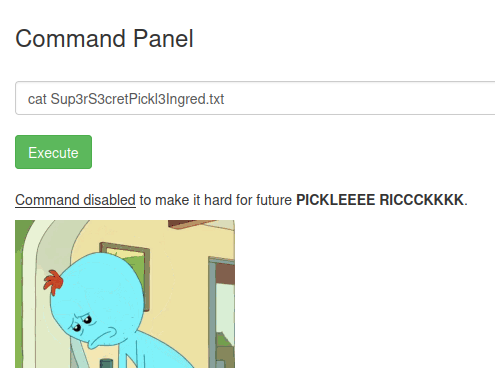 Command Panel
cat Sup3rS3cretPickl3Ingred.txt
Execute
Command disabled to make it hard for future PICKLEEEE RICCCKKKK.